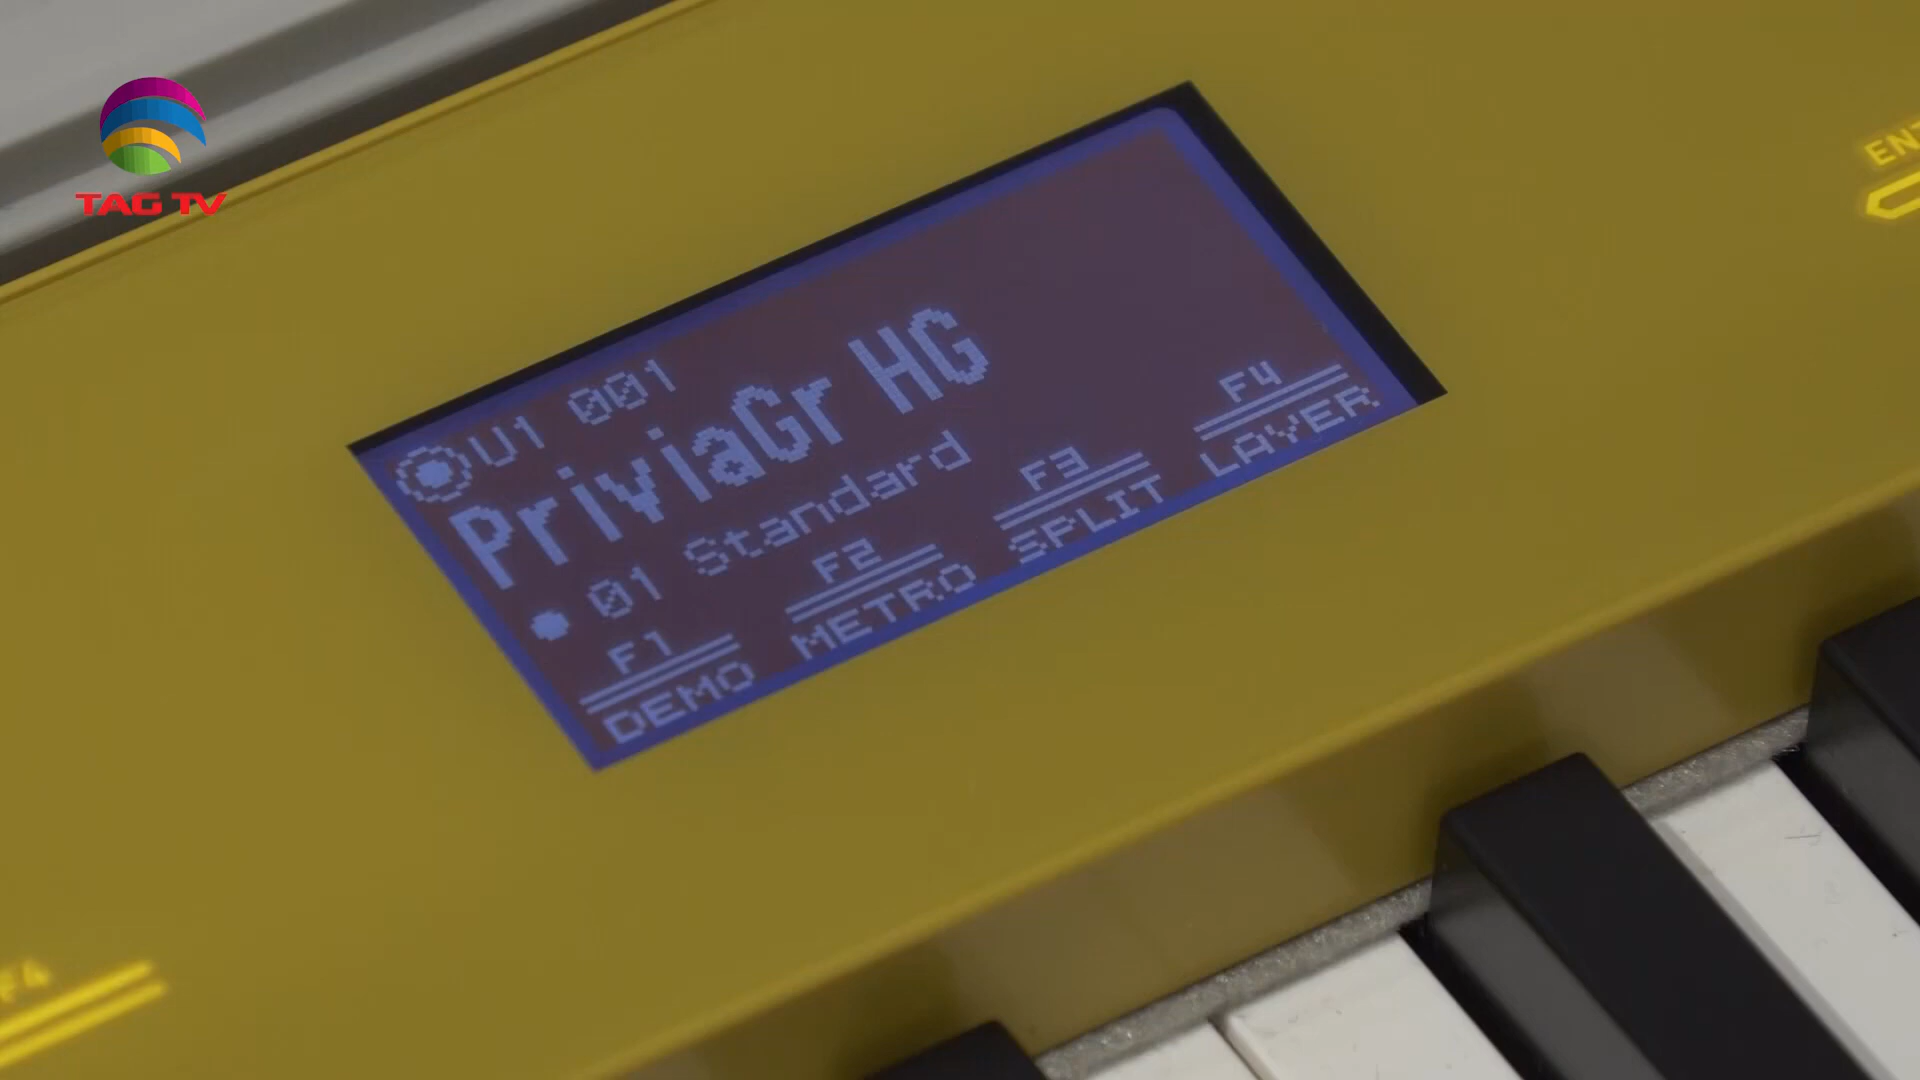 TAG TV
U1 001
PriviaGr HG
01 Standard
F1 F2 F3 F4
DEMO METRO SPLIT LAYER
F4